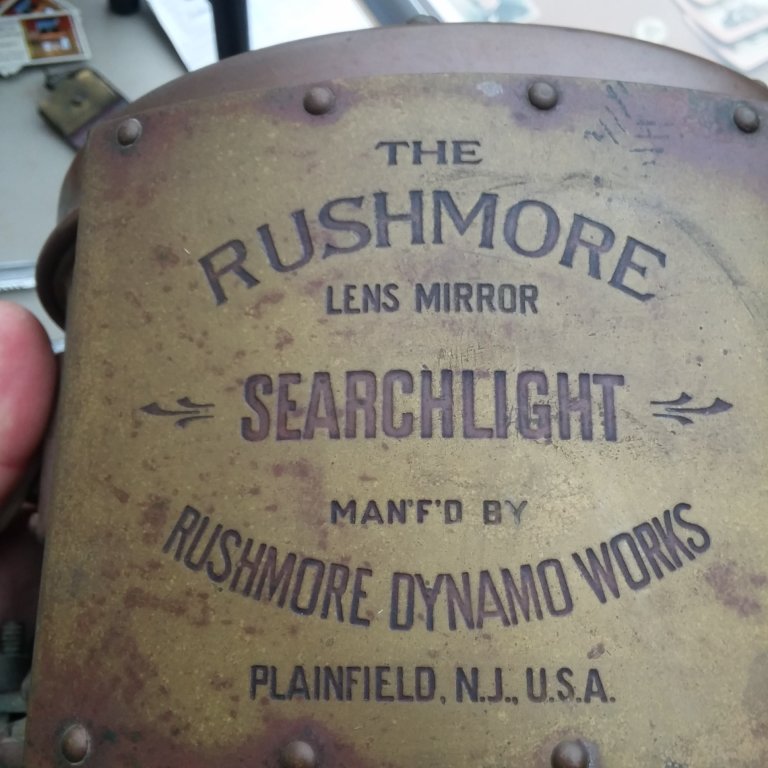 THE
RUSHMORE
LENS MIRROR
SEARCHLIGHT
MAN'F'D BY
RUSHMORE DYNAMO WORKS
PLAINFIELD, N.J., U.S.A.